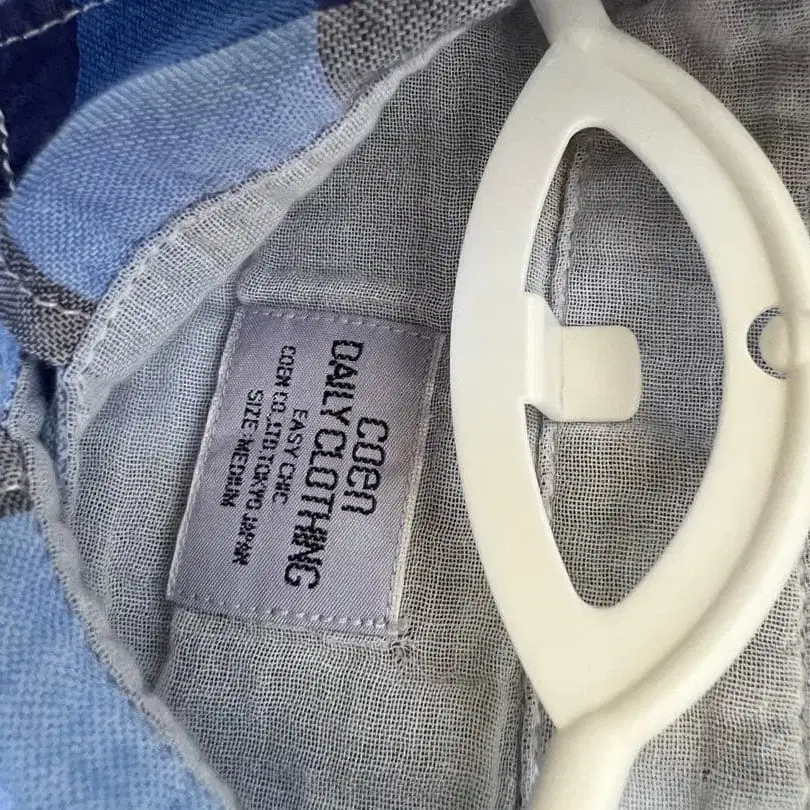 coen
DAILY CLOTHING
EASY CHIC
COEN CO.,LTD.TOKYO JAPAN
SIZE:MEDIUM